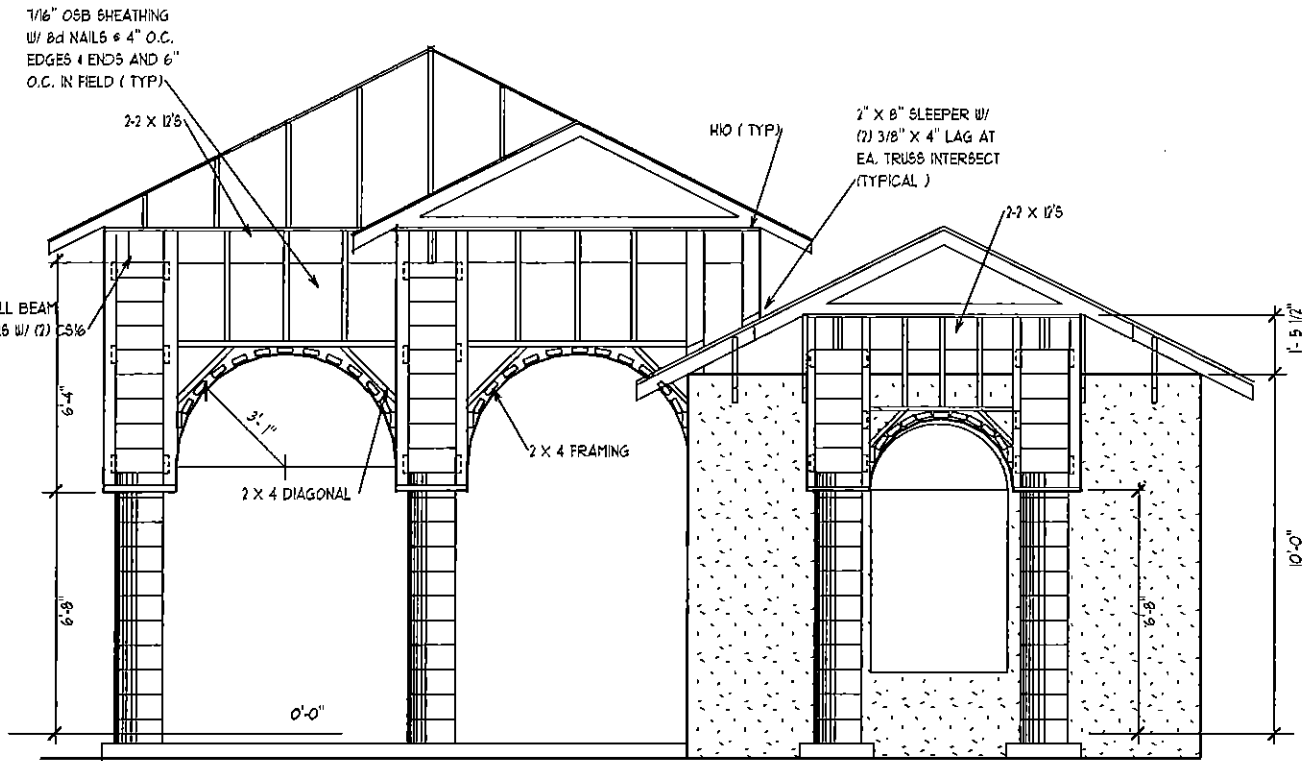 7/16" OSB SHEATHING
W/ 8d NAILS @ 4" O.C.
EDGES & ENDS AND 6"
O.C. IN FIELD ( TYP)
2-2 X 12'S
H10 ( TYP)
2" X 8" SLEEPER W/
(2) 3/8" X 4" LAG AT
EA. TRUSS INTERSECT
(TYPICAL )
2-2 X 12'S
LL BEAM
S W/ (2) CS16
1'-5 1/2"
6'-4"
3'-1"
2 X 4 FRAMING
2 X 4 DIAGONAL
10'-0"
6'-8"
6'-8"
0'-0"